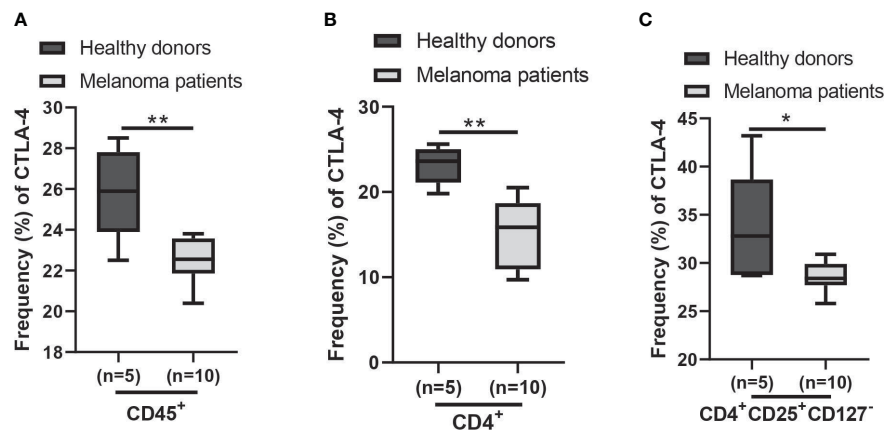 A
Healthy donors
Melanoma patients
Frequency (%) of CTLA-4
30
28
26
24
22
20
18
**
(n=5) (n=10)
CD45⁺
B
Healthy donors
Melanoma patients
Frequency (%) of CTLA-4
30
20
10
0
**
(n=5) (n=10)
CD4⁺
C
Healthy donors
Melanoma patients
Frequency (%) of CTLA-4
45
40
35
30
25
20
*
(n=5) (n=10)
CD4⁺CD25⁺CD127⁻